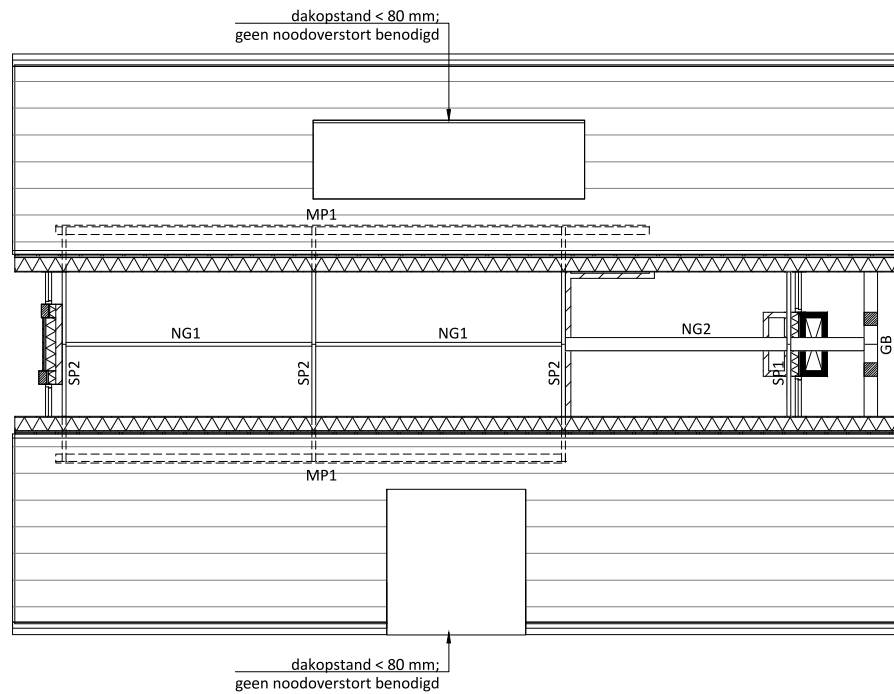 dakopstand < 80 mm;
geen noodoverstort benodigd
MP1
NG1
NG1
NG2
SP2
SP2
SP2
SP1
GB
MP1
dakopstand < 80 mm;
geen noodoverstort benodigd